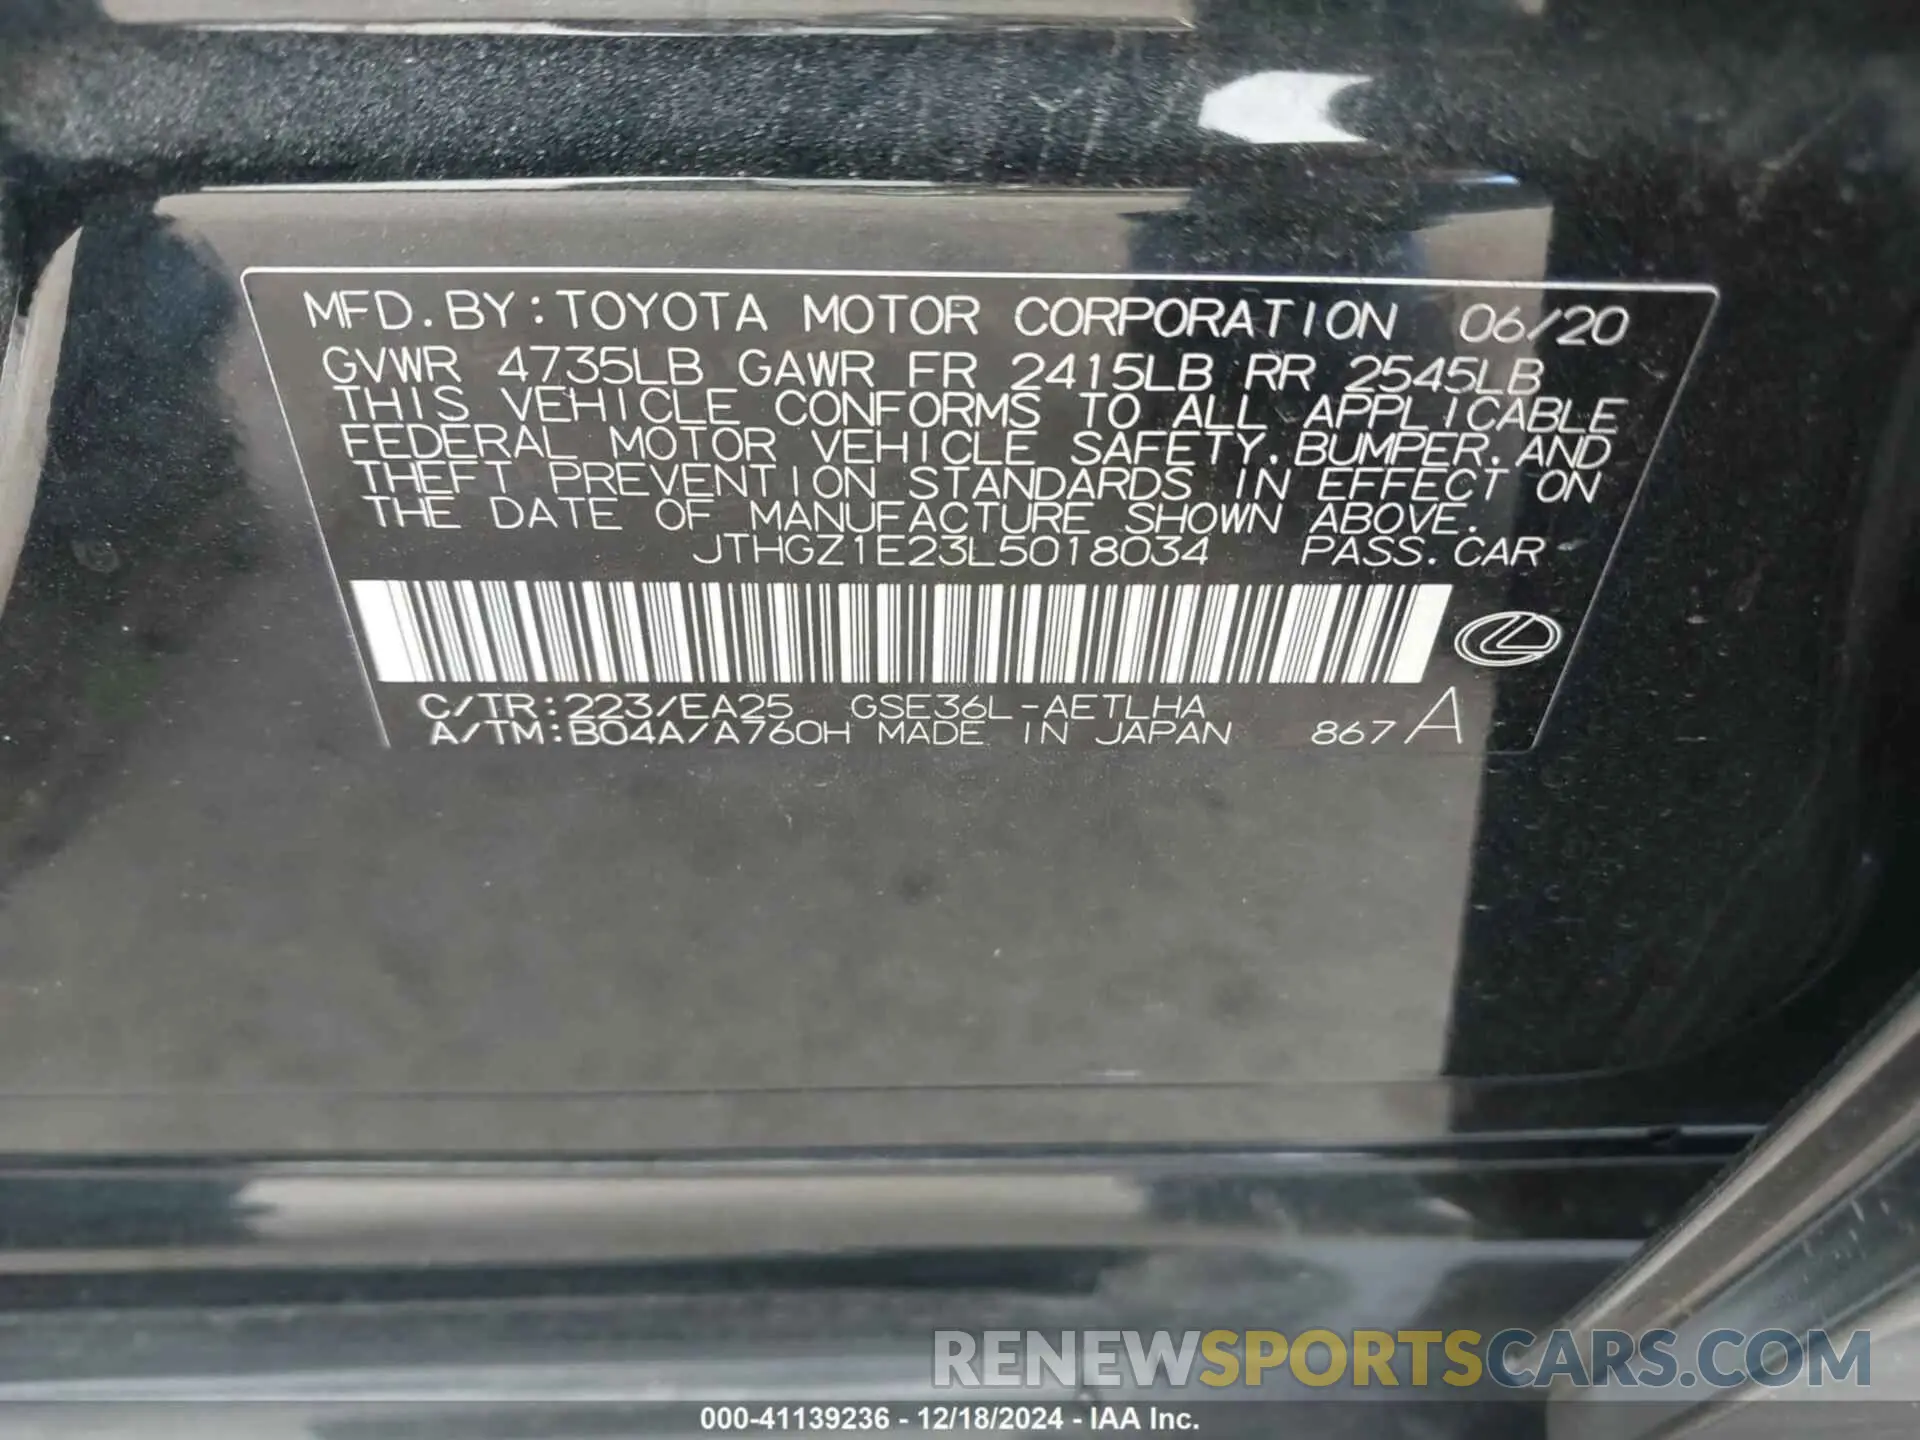 MFD.BY:TOYOTA MOTOR CORPORATION 06/20
GVWR 4735LB GAWR FR 2415LB RR 2545LB
THIS VEHICLE CONFORMS TO ALL APPLICABLE
FEDERAL MOTOR VEHICLE SAFETY, BUMPER, AND
THEFT PREVENTION STANDARDS IN EFFECT ON
THE DATE OF MANUFACTURE SHOWN ABOVE.
JTHGZ1E23L5018034 PASS.CAR
C/TR:223/EA25 GSE36L-AETLHA
A/TM:B04A/A760H MADE IN JAPAN 867 A
RENEWSPORTSCARS.COM
000-41139236 - 12/18/2024 - IAA Inc.